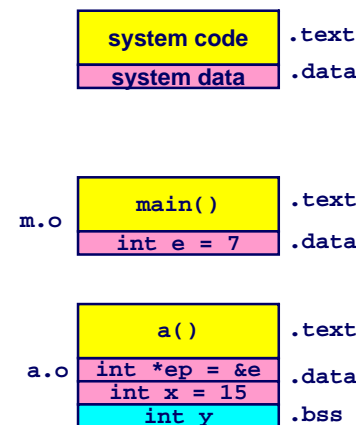 system code .text
system data .data
main() .text
m.o
int e = 7 .data
a() .text
a.o int *ep = &e
.data
int x = 15
int y .bss